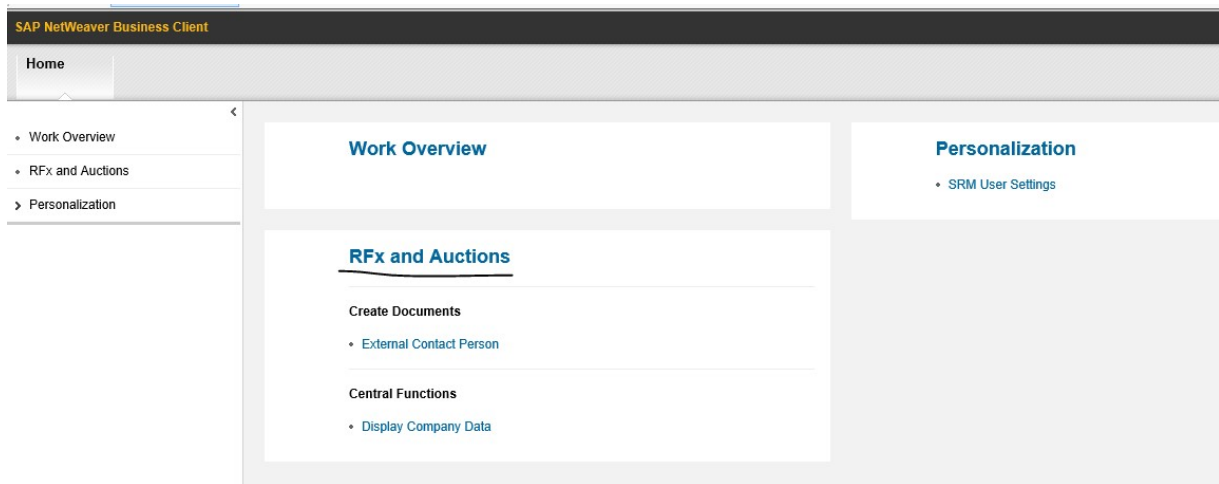 SAP NetWeaver Business Client
Home
Work Overview
RFx and Auctions
Personalization
Work Overview
RFx and Auctions
Create Documents
External Contact Person
Central Functions
Display Company Data
Personalization
SRM User Settings